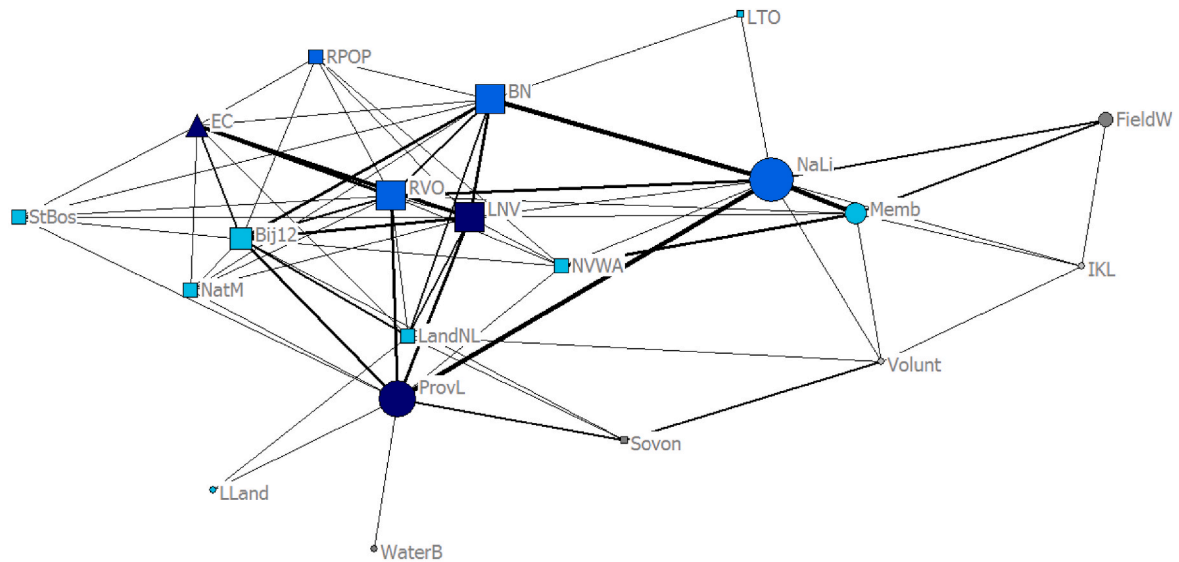 LTO
RPOP
BN
EC
FieldW
NaLi
RVO
LNV
Memb
StBos
Bij12
NVWA
IKL
NatM
LandNL
Volunt
ProvL
Sovon
LLand
WaterB